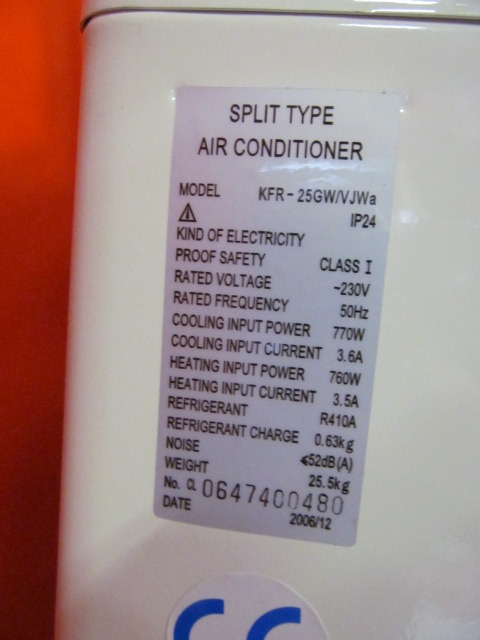 SPLIT TYPE
AIR CONDITIONER
MODEL KFR-25GW/VJWa
IP24
KIND OF ELECTRICITY
PROOF SAFETY CLASS I
RATED VOLTAGE ~230V
RATED FREQUENCY 50Hz
COOLING INPUT POWER 770W
COOLING INPUT CURRENT 3.6A
HEATING INPUT POWER 760W
HEATING INPUT CURRENT 3.5A
REFRIGERANT R410A
REFRIGERANT CHARGE 0.63kg
NOISE ≤52dB(A)
WEIGHT 25.5kg
No. CL 0647400480
DATE 2006/12
CE